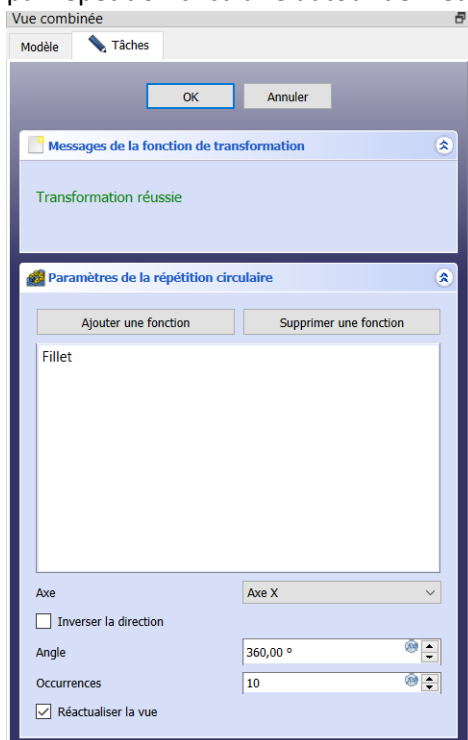 Vue combinée
Modèle Tâches
OK Annuler
Messages de la fonction de transformation
Transformation réussie
Paramètres de la répétition circulaire
Ajouter une fonction Supprimer une fonction
Fillet
Axe Axe X
Inverser la direction
Angle 360,00 °
Occurrences 10
Réactualiser la vue